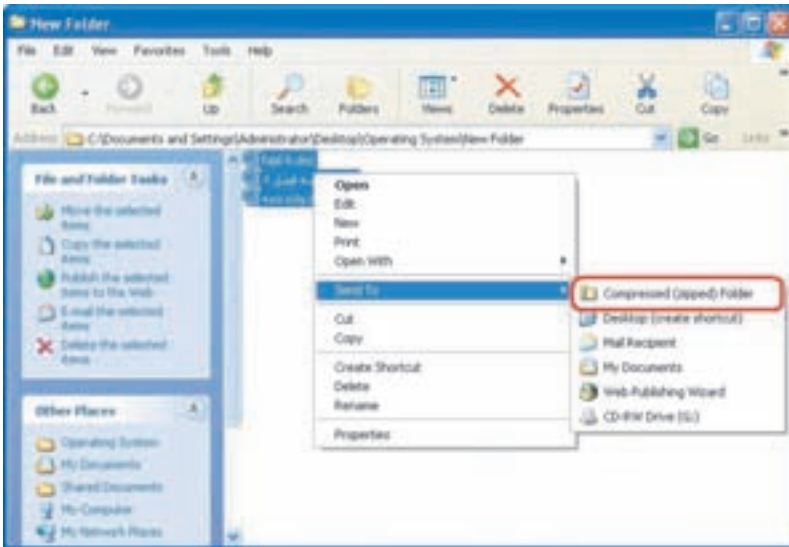 New Folder
File Edit View Favorites Tools Help
Back Forward Up Search Folders Views Delete Properties Cut Copy
Address C:\Documents and Settings\Administrator\Desktop\Operating System\New Folder Go Links
File and Folder Tasks
Move the selected
items
Copy the selected
items
Publish the selected
items to the Web
E-mail the selected
items
Delete the selected
items
Other Places
Operating System
My Documents
Shared Documents
My Computer
My Network Places
Open
Edit
New
Print
Open With
Send To
Cut
Copy
Create Shortcut
Delete
Rename
Properties
Compressed (zipped) Folder
Desktop (create shortcut)
Mail Recipient
My Documents
Web Publishing Wizard
CD-RW Drive (G:)